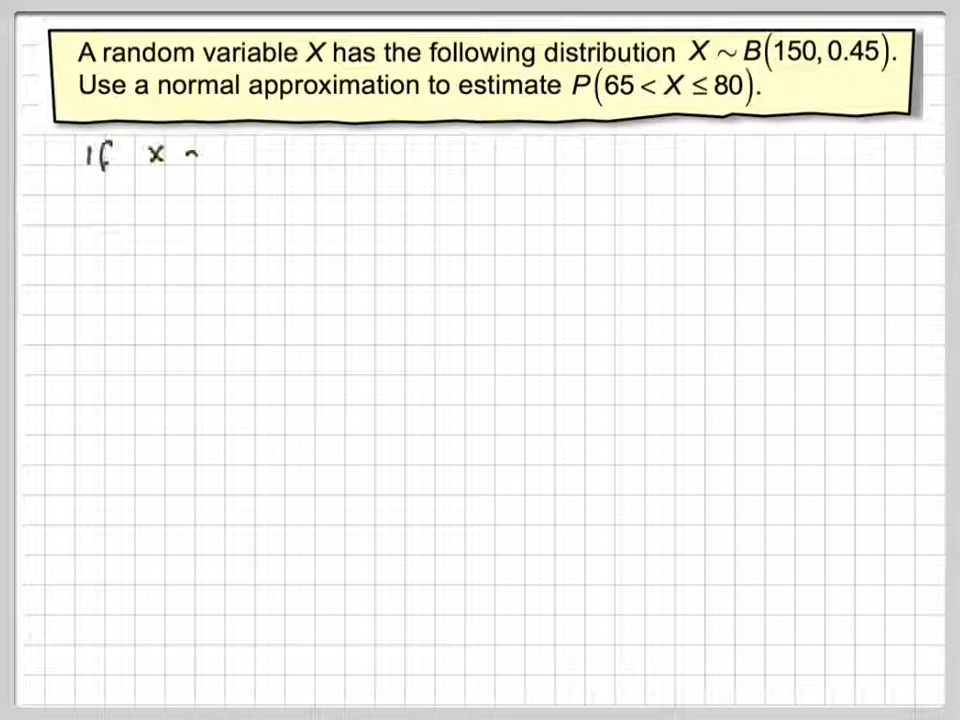 A random variable X has the following distribution X ~ B(150, 0.45).
Use a normal approximation to estimate P(65 < X ≤ 80).
If x ~